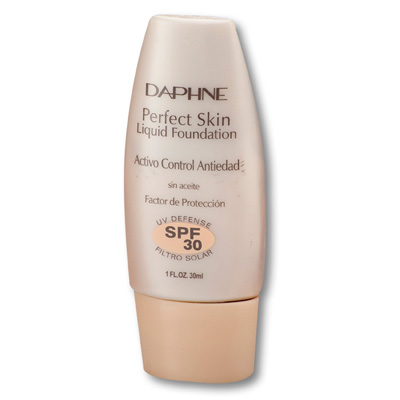 DAPHNE
Perfect Skin
Liquid Foundation
Activo Control Antiedad
sin aceite
Factor de Protección
UV DEFENSE
SPF
30
FILTRO SOLAR
1 FL.OZ. 30ml